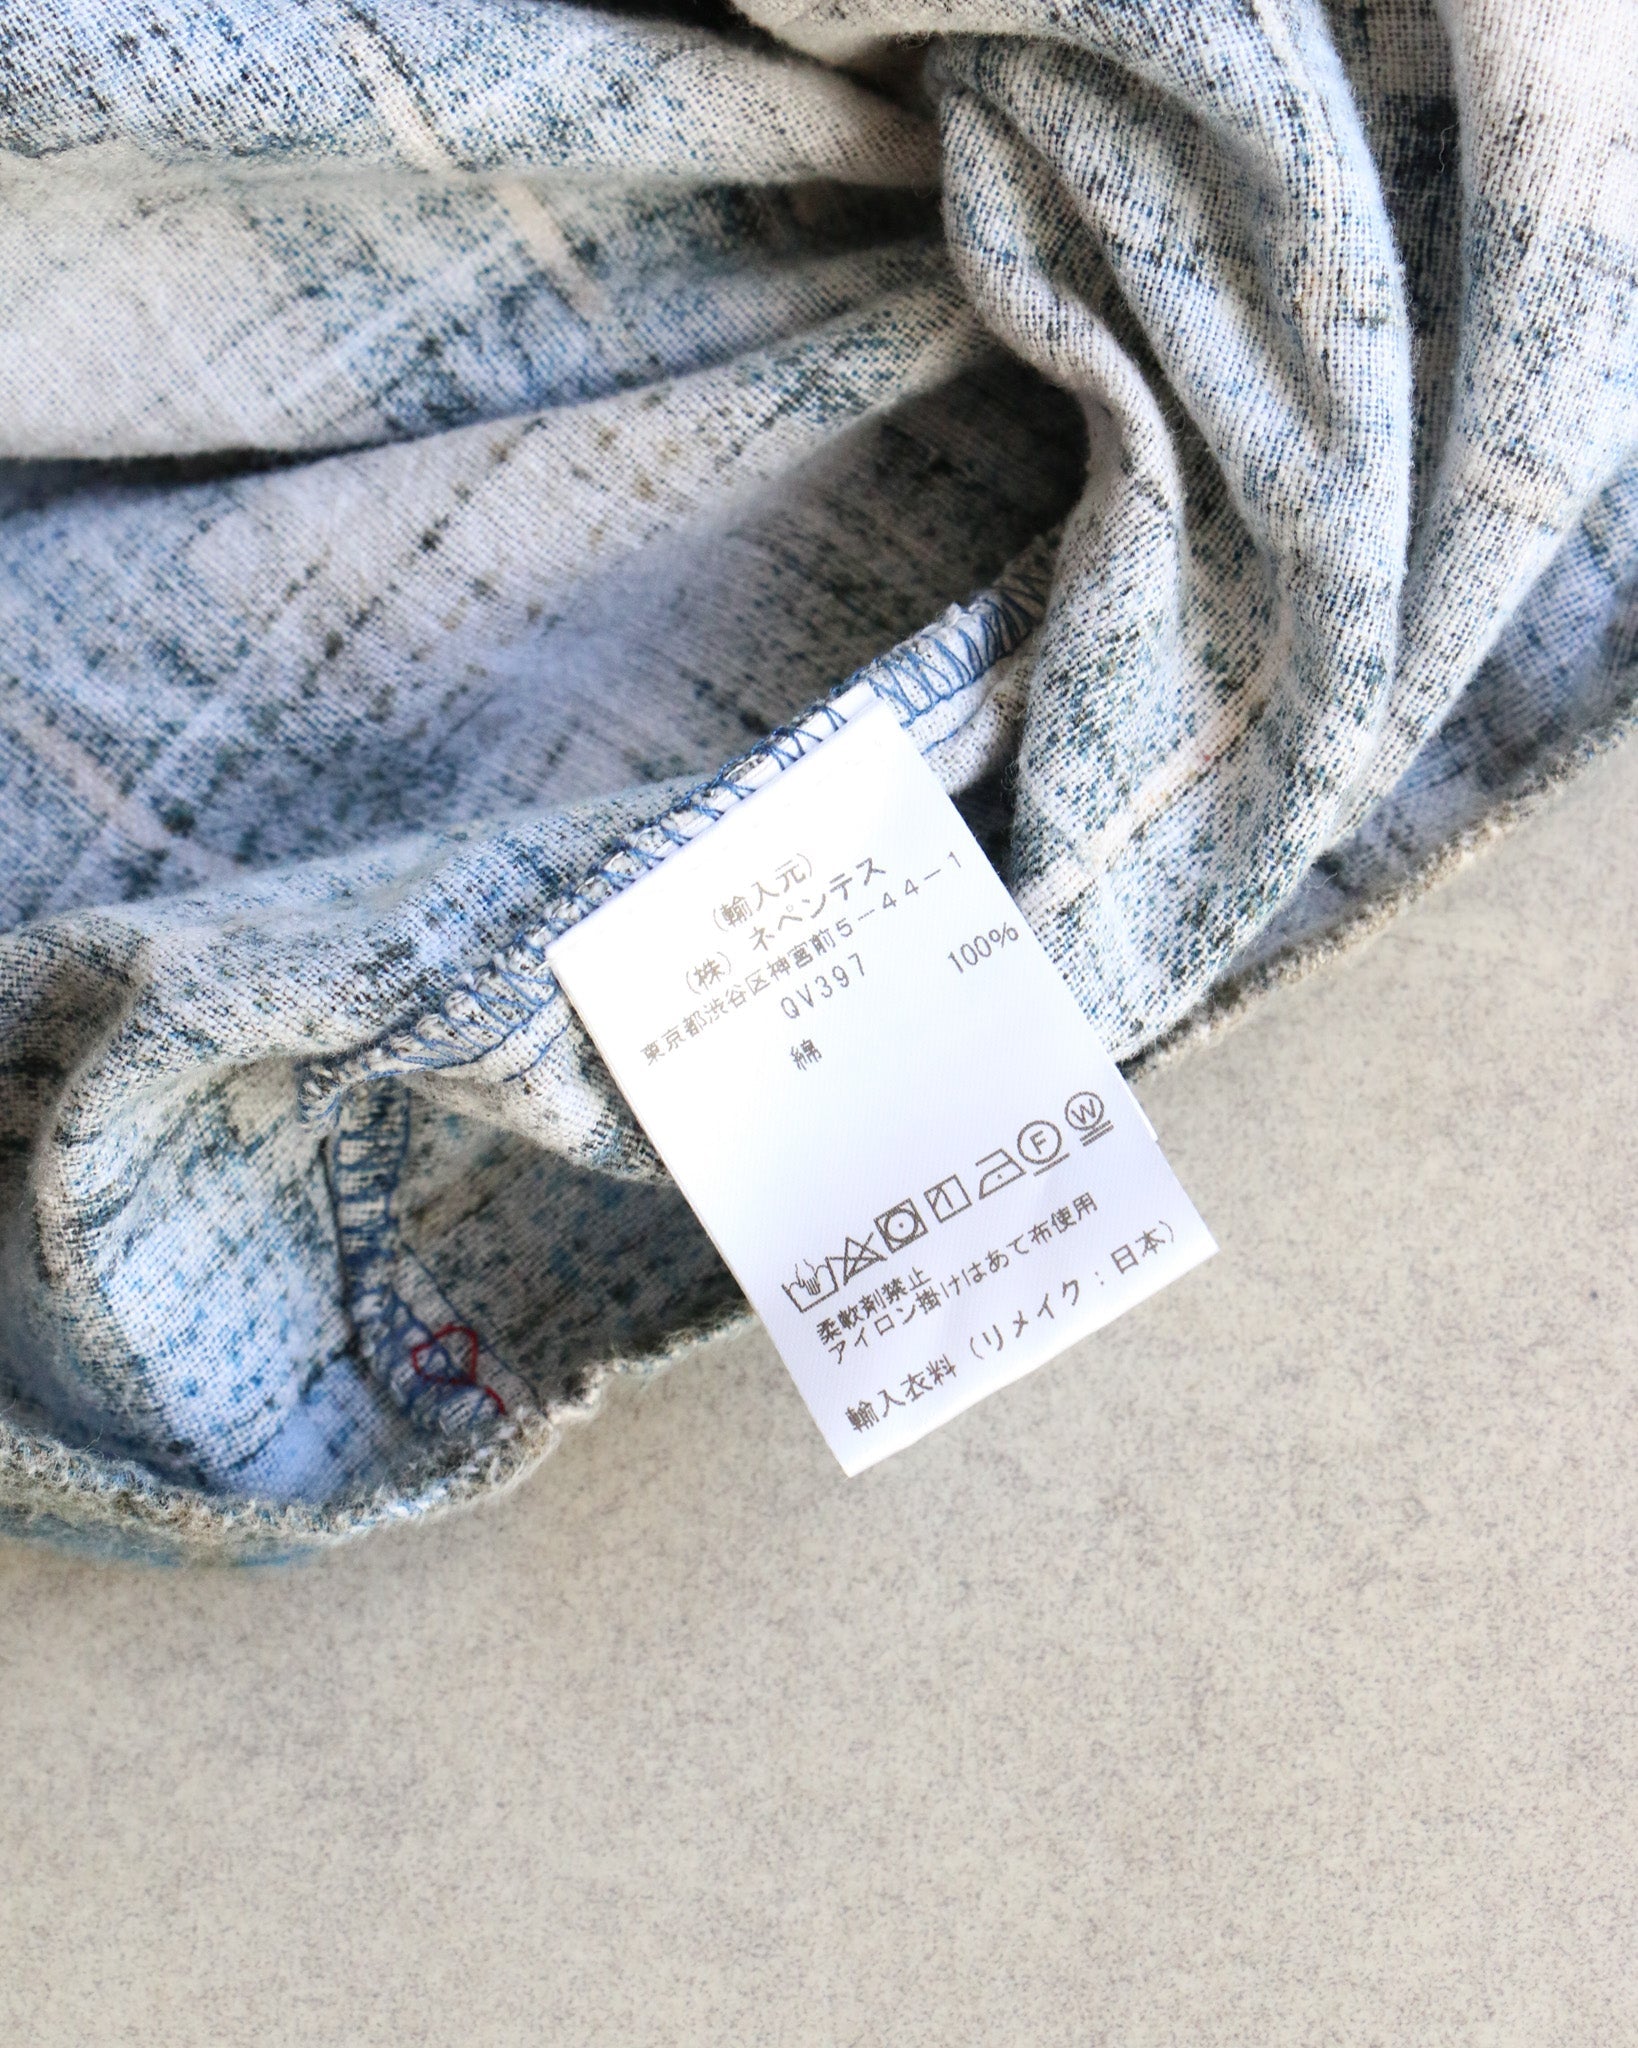 (輸入元)
(株) ネペンテス
東京都渋谷区神宮前5-44-1
QV397
綿 100%
F W
柔軟剤禁止
アイロン掛けはあて布使用
輸入衣料 (リメイク:日本)